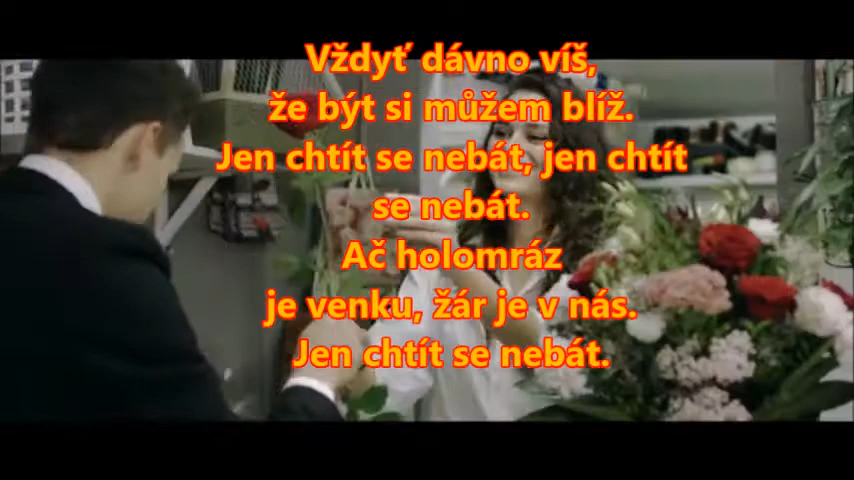 Vždyť dávno víš,
že být si můžem blíž.
Jen chtít se nebát, jen chtít
se nebát.
Ač holomráz
je venku, žár je v nás.
Jen chtít se nebát.